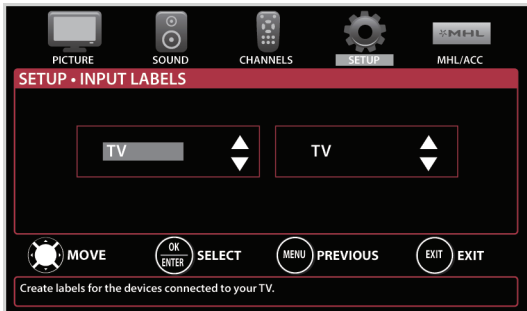 MHL
PICTURE SOUND CHANNELS SETUP MHL/ACC
SETUP • INPUT LABELS
TV TV
MOVE OK ENTER SELECT MENU PREVIOUS EXIT EXIT
Create labels for the devices connected to your TV.